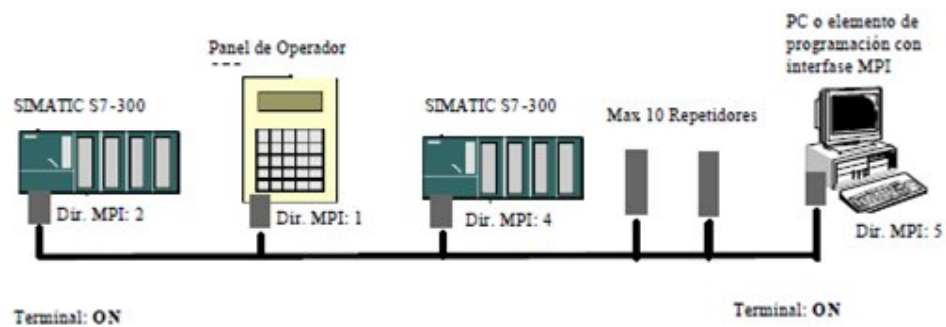 PC o elemento de
programación con
interfase MPI
Panel de Operador
SIMATIC S7-300
SIMATIC S7-300
Max 10 Repetidores
Dir. MPI: 2
Dir. MPI: 1
Dir. MPI: 4
Dir. MPI: 5
Terminal: ON
Terminal: ON